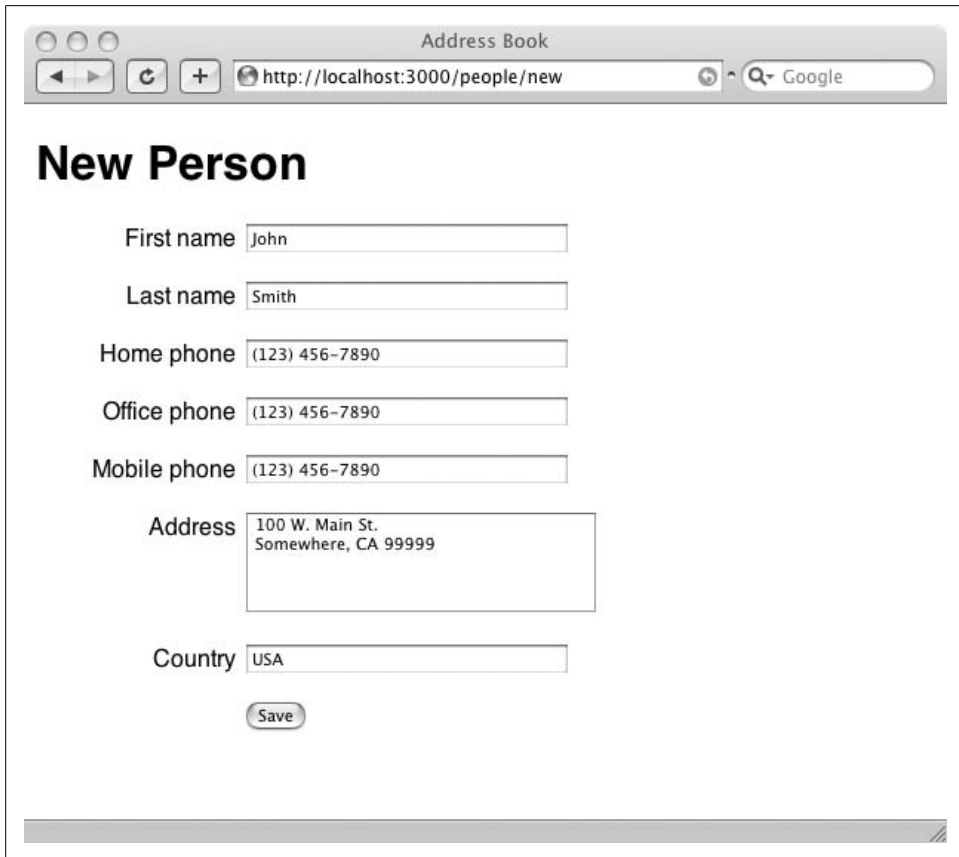 Address Book
http://localhost:3000/people/new
Google
New Person
First name John
Last name Smith
Home phone (123) 456-7890
Office phone (123) 456-7890
Mobile phone (123) 456-7890
Address 100 W. Main St.
Somewhere, CA 99999
Country USA
Save